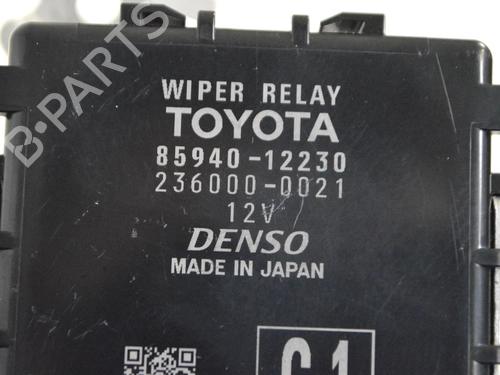 B-PARTS
WIPER RELAY
TOYOTA
85940-12230
236000-0021
12V
DENSO
MADE IN JAPAN